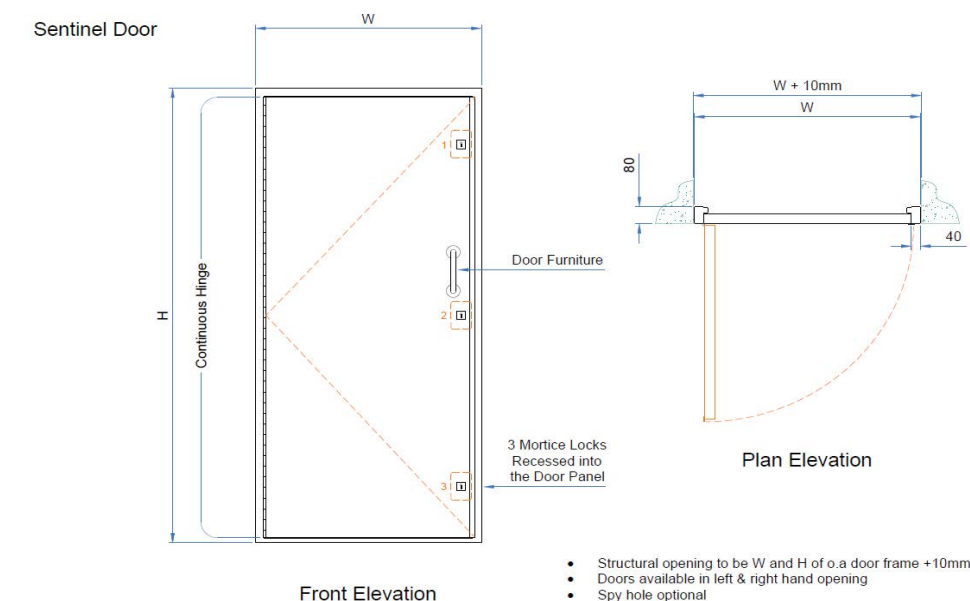 Sentinel Door
W
H
Continuous Hinge
1
2
3
Door Furniture
3 Mortice Locks
Recessed into
the Door Panel
Front Elevation
W + 10mm
W
80
40
Plan Elevation
• Structural opening to be W and H of o.a door frame +10mm
• Doors available in left & right hand opening
• Spy hole optional